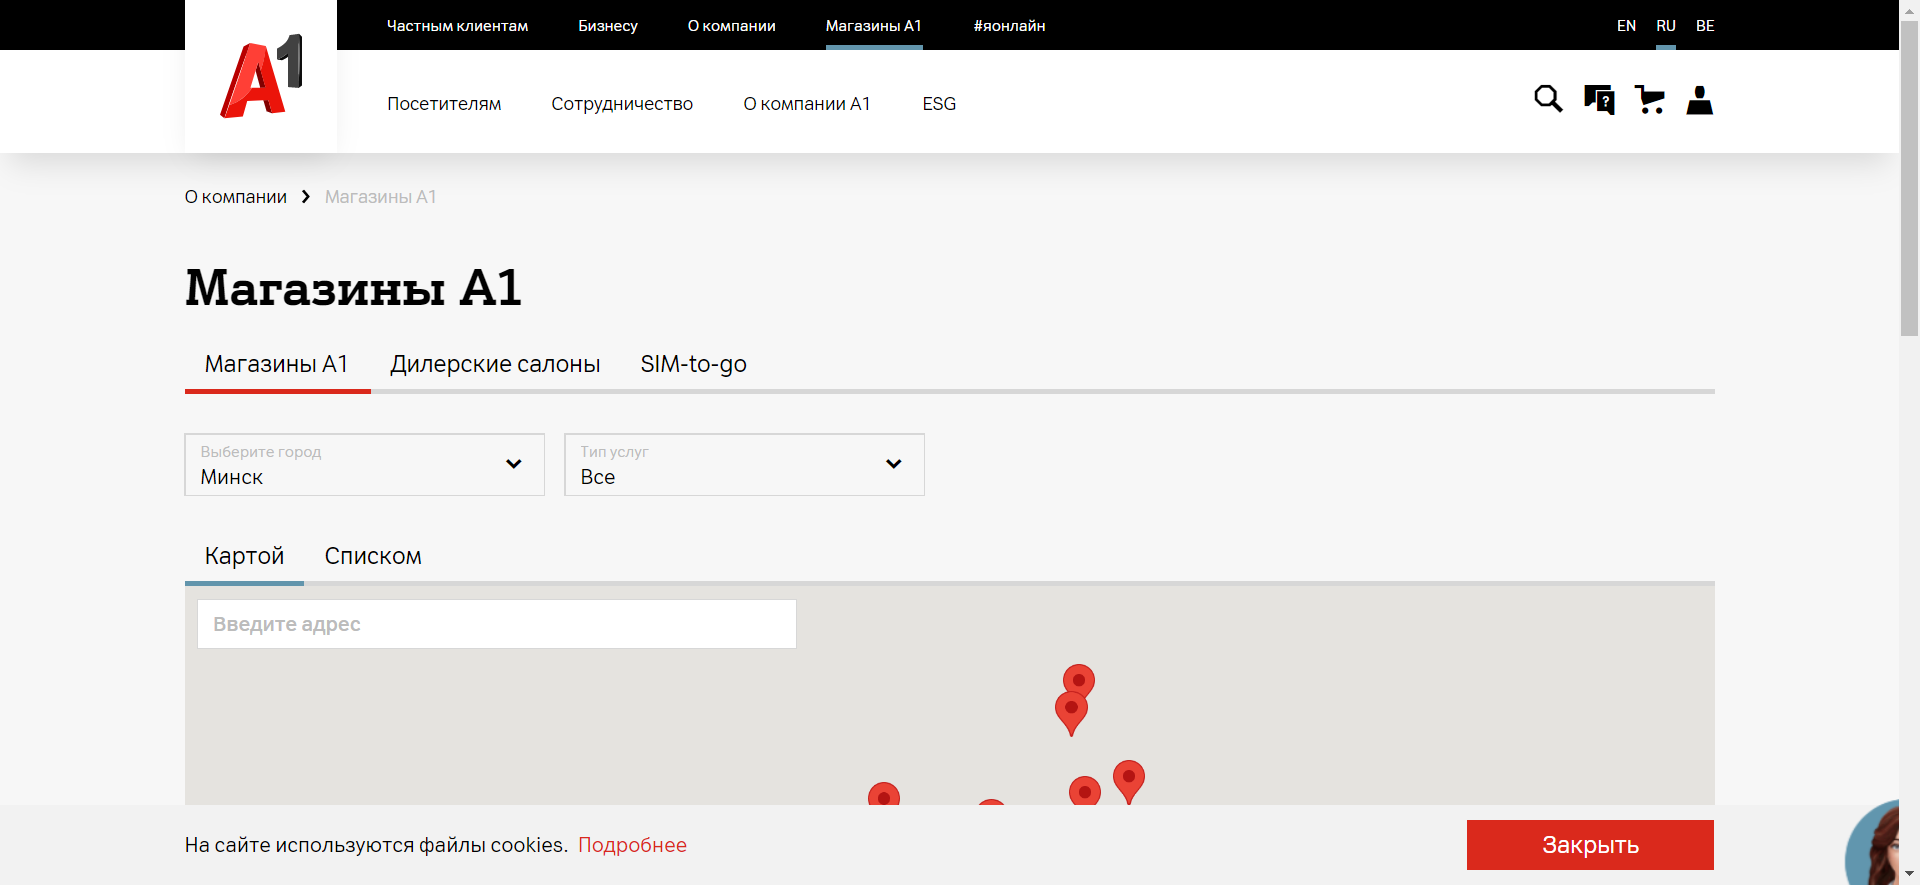 Частным клиентам
Бизнесу
О компании
Магазины А1
#яонлайн
EN
RU
BE
A1
Посетителям
Сотрудничество
О компании А1
ESG
О компании
Магазины А1
Магазины А1
Магазины А1
Дилерские салоны
SIM-to-go
Выберите город
Минск
Тип услуг
Все
Картой
Списком
Введите адрес
На сайте используются файлы cookies. Подробнее
Закрыть